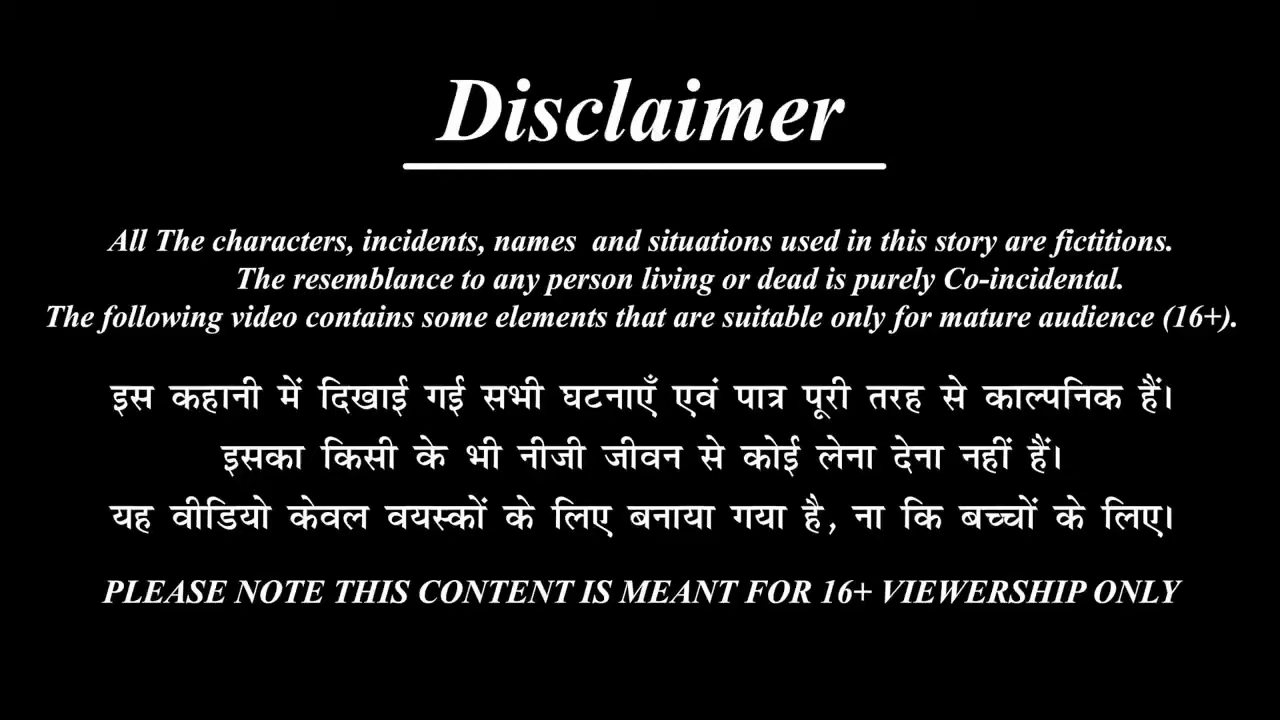 Disclaimer
All The characters, incidents, names and situations used in this story are fictitions.
The resemblance to any person living or dead is purely Co-incidental.
The following video contains some elements that are suitable only for mature audience (16+).
इस कहानी में दिखाई गई सभी घटनाएँ एवं पात्र पूरी तरह से काल्पनिक हैं।
इसका किसी के भी नीजी जीवन से कोई लेना देना नहीं हैं।
यह वीडियो केवल वयस्कों के लिए बनाया गया है, ना कि बच्चों के लिए।
PLEASE NOTE THIS CONTENT IS MEANT FOR 16+ VIEWERSHIP ONLY